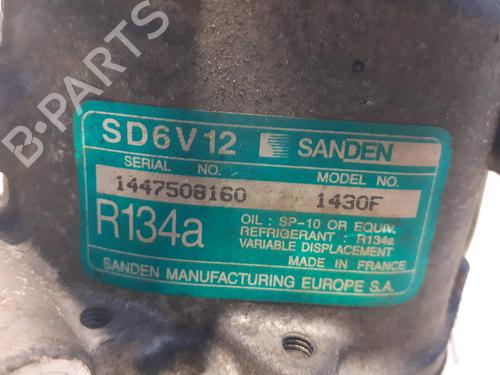 SD6V12 SANDEN
SERIAL NO. MODEL NO.
1447508160 1430F
R134a
OIL : SP-10 OR EQUIV.
REFRIGERANT : R134a
VARIABLE DISPLACEMENT
MADE IN FRANCE
SANDEN MANUFACTURING EUROPE S.A.
B-PARTS